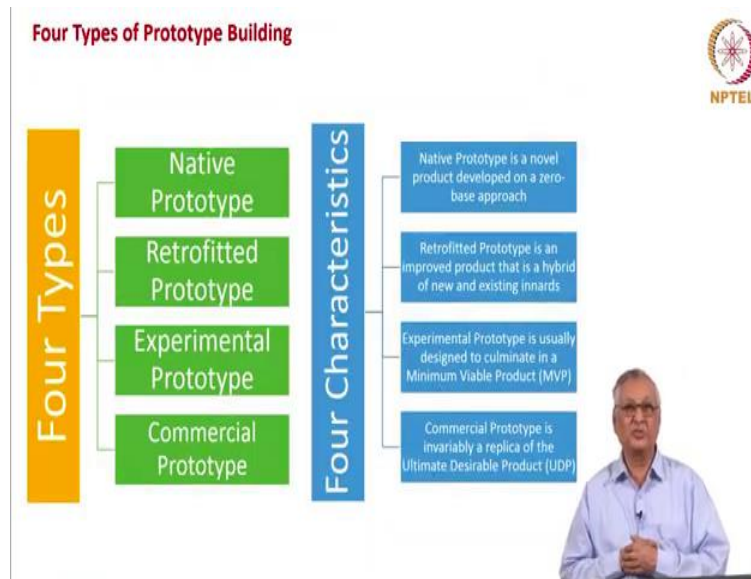 Four Types of Prototype Building
NPTEL
Four Types
Native
Prototype
Retrofitted
Prototype
Experimental
Prototype
Commercial
Prototype
Four Characteristics
Native Prototype is a novel
product developed on a zero-
base approach
Retrofitted Prototype is an
improved product that is a hybrid
of new and existing innards
Experimental Prototype is usually
designed to culminate in a
Minimum Viable Product (MVP)
Commercial Prototype is
invariably a replica of the
Ultimate Desirable Product (UDP)